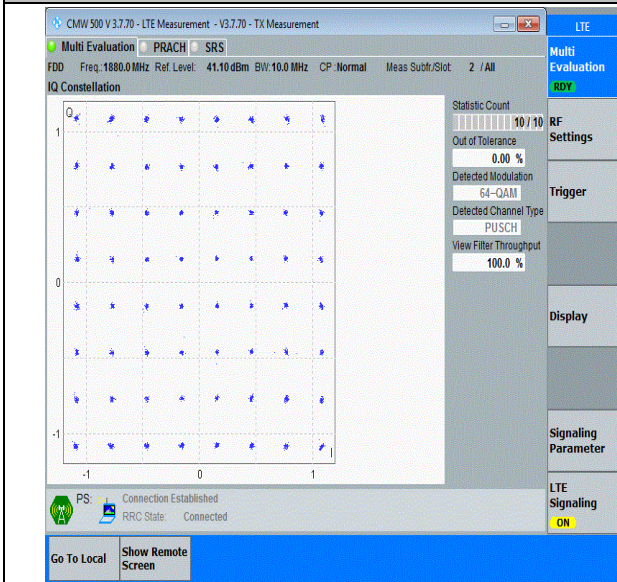 CMW 500 V 3.7.70 - LTE Measurement - V3.7.70 - TX Measurement
LTE
Multi Evaluation PRACH SRS
Multi
Evaluation
RDY
FDD Freq.:1880.0 MHz Ref. Level: 41.10 dBm BW:10.0 MHz CP :Normal Meas Subfr./Slot: 2 / All
IQ Constellation
Statistic Count
10 / 10
Out of Tolerance
0.00 %
Detected Modulation
64-QAM
Detected Channel Type
PUSCH
View Filter Throughput
100.0 %
RF
Settings
Trigger
Display
Signaling
Parameter
LTE
Signaling
ON
Q
1
0
-1
I
-1 0 1
PS: Connection Established
RRC State: Connected
Go To Local
Show Remote
Screen